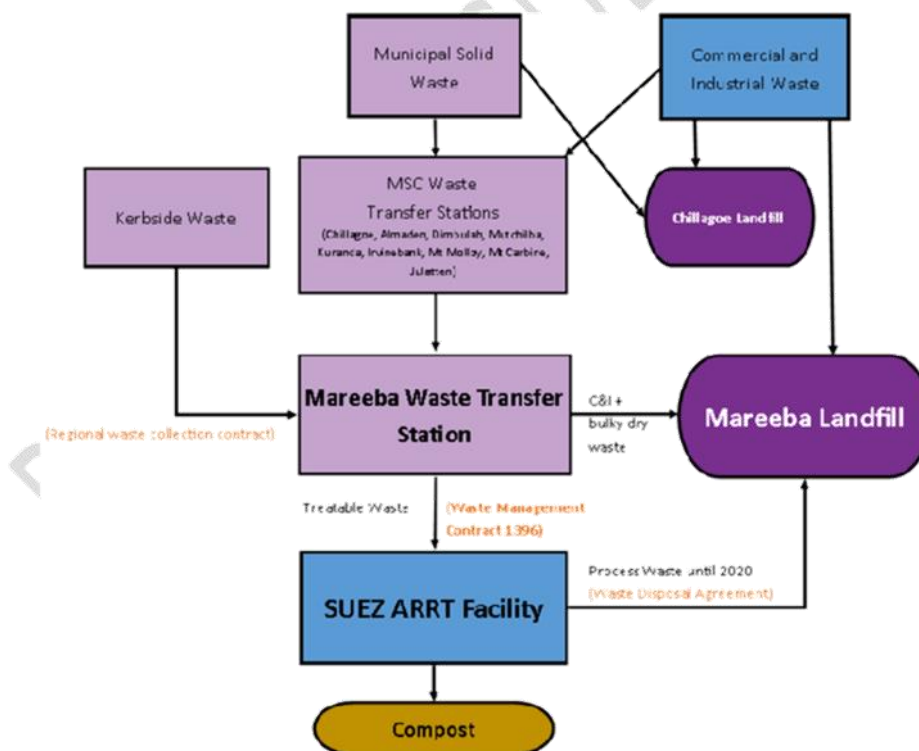 Municipal Solid
Waste
Commercial and
Industrial Waste
Kerbside Waste
MSC Waste
Transfer Stations
(Chillagoe, Almaden, Dimbulah, Mutchilba,
Kuranda, Irvinebank, Mt Molloy, Mt Carbine,
Julatten)
Chillagoe Landfill
Mareeba Waste Transfer
Station
C&I +
bulky dry
waste
Mareeba Landfill
(Regional waste collection contract)
Treatable Waste
(Waste Management
Contract 1396)
SUEZ ARRT Facility
Process Waste until 2020
(Waste Disposal Agreement)
Compost